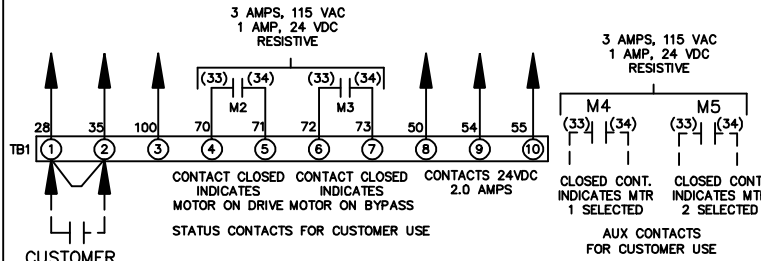 3 AMPS, 115 VAC
1 AMP, 24 VDC
RESISTIVE
3 AMPS, 115 VAC
1 AMP, 24 VDC
RESISTIVE
(33) (34) (33) (34)
M2 M3
M4 M5
(33) (34) (33) (34)
28 35 100 70 71 72 73 50 54 55
TB1 1 2 3 4 5 6 7 8 9 10
CONTACT CLOSED
INDICATES
MOTOR ON DRIVE
CONTACT CLOSED
INDICATES
MOTOR ON BYPASS
CONTACTS 24VDC
2.0 AMPS
STATUS CONTACTS FOR CUSTOMER USE
CLOSED CONT.
INDICATES MTR
1 SELECTED
CLOSED CONT
INDICATES MT
2 SELECTED
AUX CONTACTS
FOR CUSTOMER USE
CUSTOMER